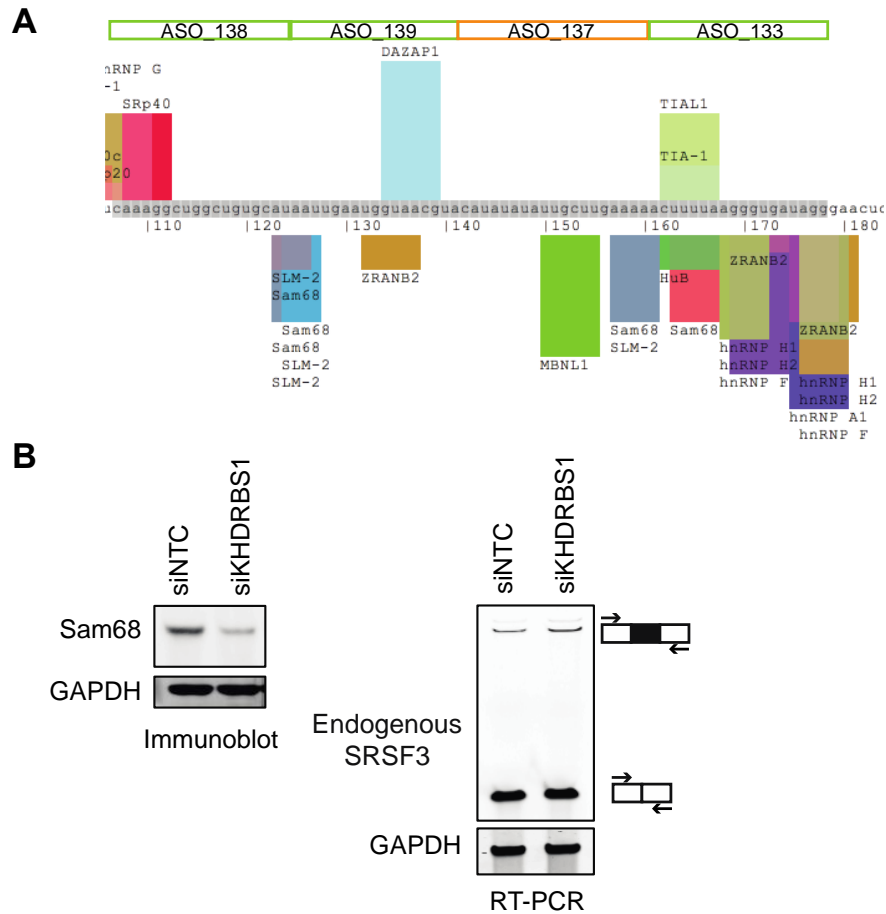 A
ASO_138 ASO_139 ASO_137 ASO_133
DAZAP1
hnRNP G
-1
SRp40 TIAL1
0c TIA-1
p20
ucaaaggcuggcugugcauaauugaauggguaacguacauauauauugcugugaaaaacuuuuaaggggugauagggaacuc
|110 |120 |130 |140 |150 |160 |170 |180
SLM-2 ZRANB2 HuB ZRANB2
Sam68
Sam68 Sam68 Sam68 ZRANB2
Sam68 SLM-2 hnRNP H1
SLM-2 MBNL1 hnRNP H2
SLM-2 hnRNP F hnRNP H1
hnRNP H2
hnRNP A1
hnRNP F
B
siNTC siKHDRBS1
siNTC siKHDRBS1
Sam68
GAPDH
Immunoblot
Endogenous
SRSF3
GAPDH
RT-PCR